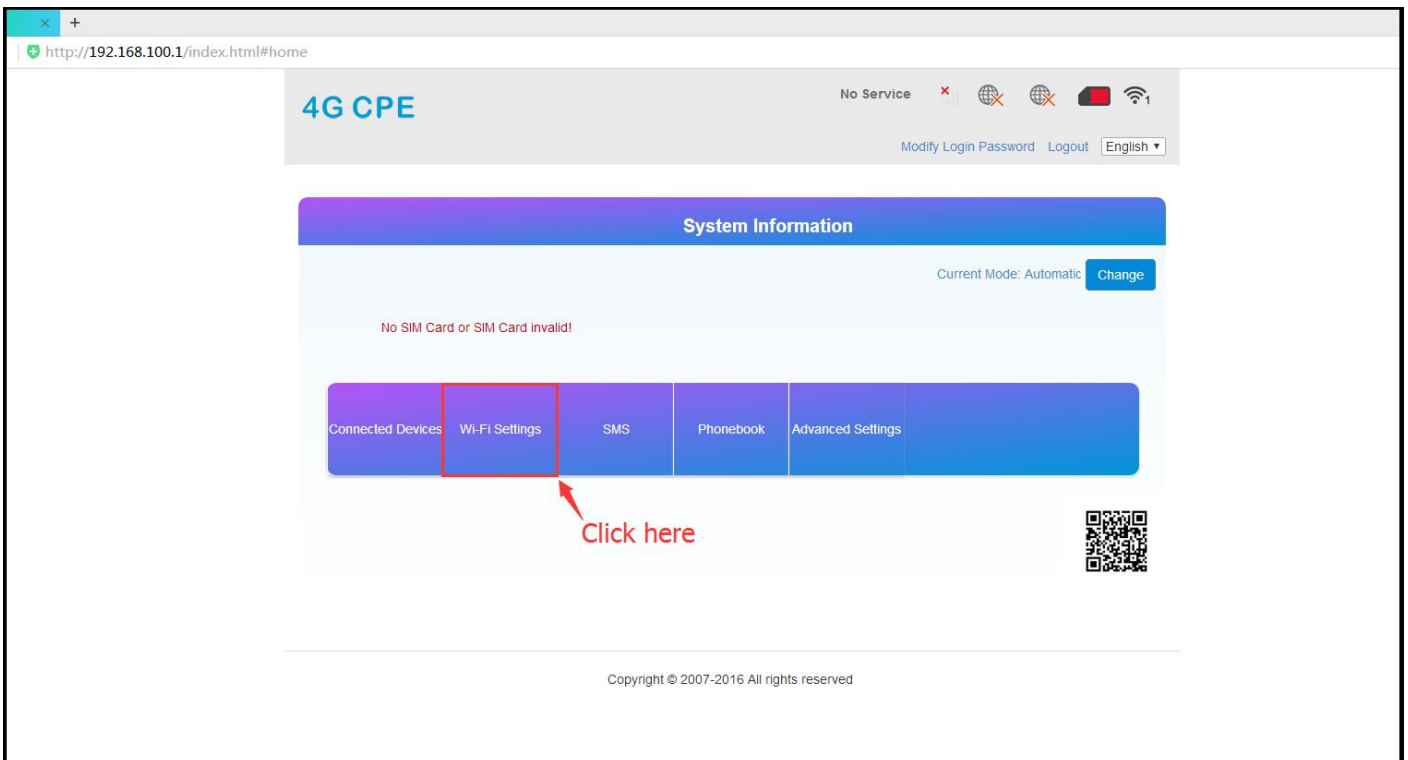 × +
http://192.168.100.1/index.html#home
4G CPE
No Service
1
Modify Login Password Logout English
System Information
Current Mode: Automatic Change
No SIM Card or SIM Card invalid!
Connected Devices Wi-Fi Settings SMS Phonebook Advanced Settings
Click here
Copyright © 2007-2016 All rights reserved